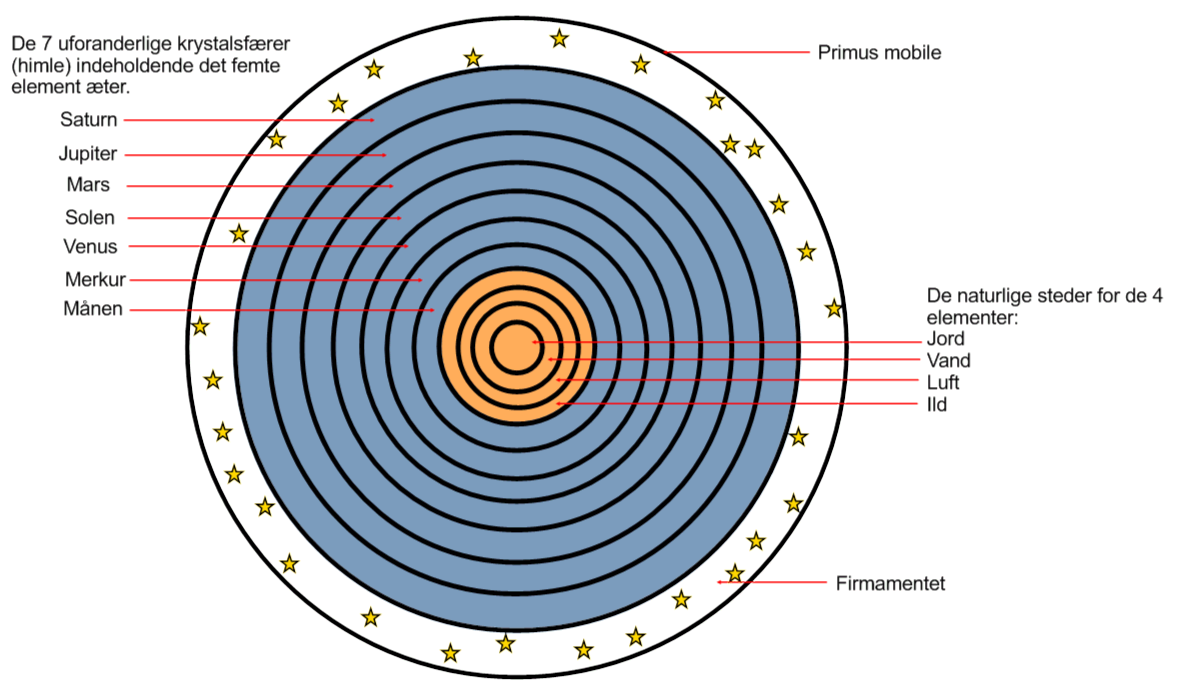 De 7 uforanderlige krystalsfærer
(himle) indeholdende det femte
element æter.
Saturn
Jupiter
Mars
Solen
Venus
Merkur
Månen
Primus mobile
De naturlige steder for de 4
elementer:
Jord
Vand
Luft
Ild
Firmamentet